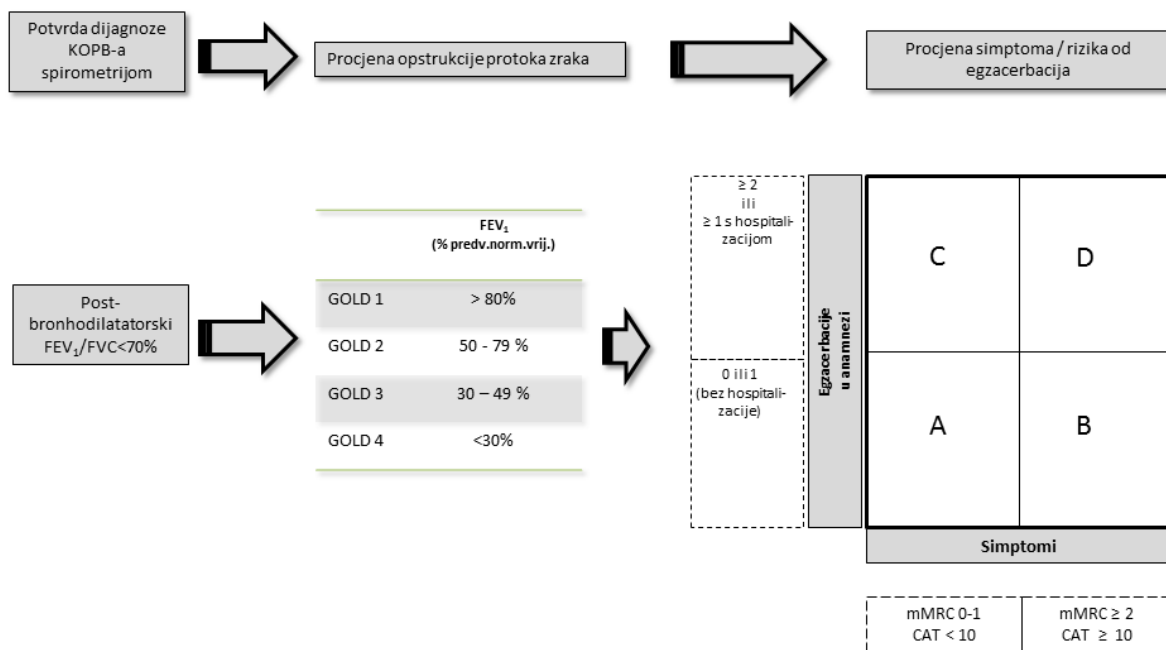 Potvrda dijagnoze
KOPB-a
spirometrijom
Procjena opstrukcije protoka zraka
Procjena simptoma / rizika od
egzacerbacija
Post-
bronhodilatatorski
FEV₁/FVC<70%
FEV₁
(% predv.norm.vrij.)
GOLD 1 > 80%
GOLD 2 50 - 79 %
GOLD 3 30 – 49 %
GOLD 4 <30%
≥ 2
ili
≥ 1 s hospitali-
zacijom
0 ili 1
(bez hospitali-
zacije)
Egzacerbacije
u anamnezi
C D
A B
Simptomi
mMRC 0-1
CAT < 10
mMRC ≥ 2
CAT ≥ 10